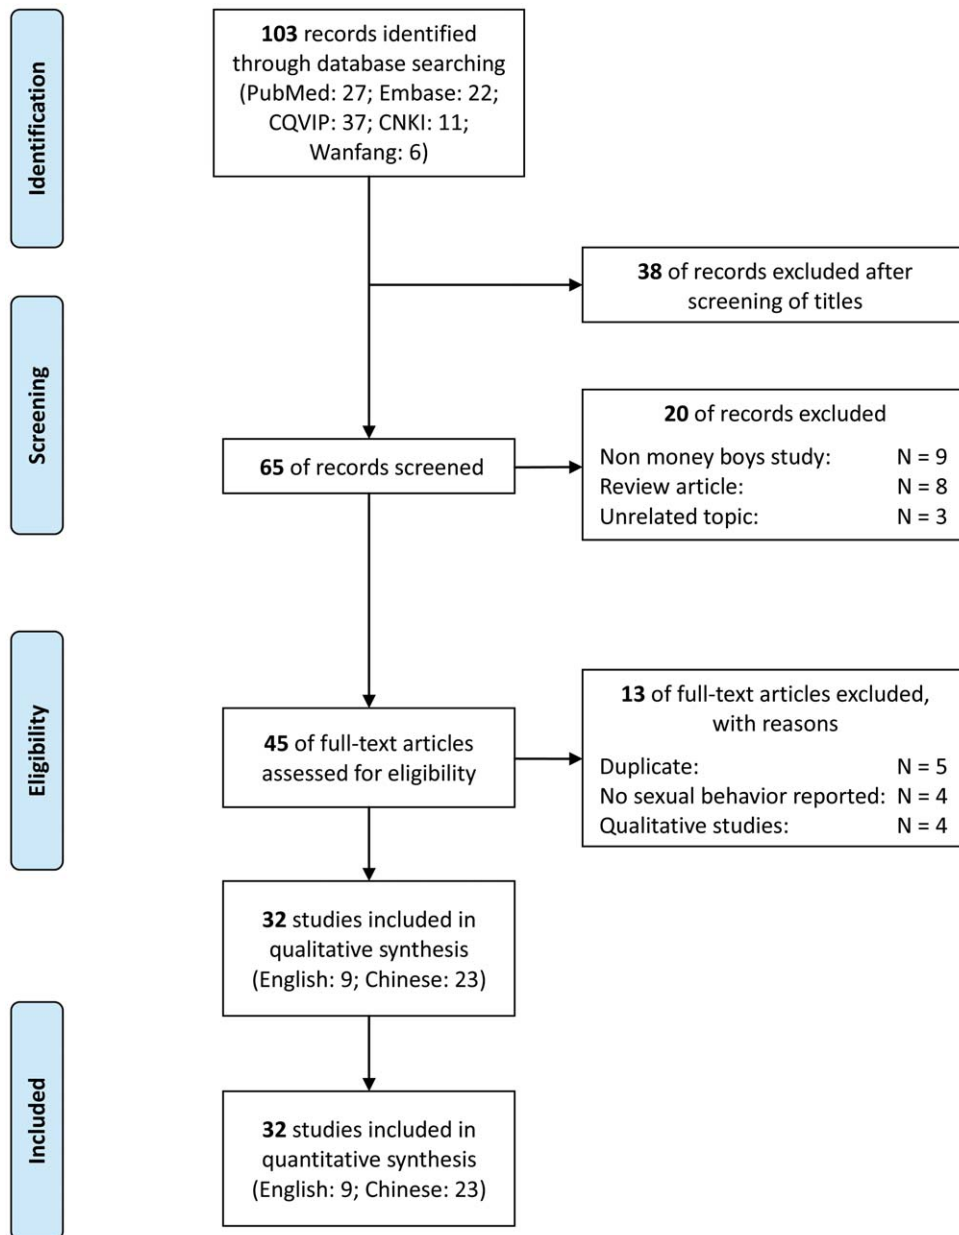 Identification
103 records identified
through database searching
(PubMed: 27; Embase: 22;
CQVIP: 37; CNKI: 11;
Wanfang: 6)
38 of records excluded after
screening of titles
Screening
65 of records screened
20 of records excluded
Non money boys study: N = 9
Review article: N = 8
Unrelated topic: N = 3
Eligibility
45 of full-text articles
assessed for eligibility
13 of full-text articles excluded,
with reasons
Duplicate: N = 5
No sexual behavior reported: N = 4
Qualitative studies: N = 4
32 studies included in
qualitative synthesis
(English: 9; Chinese: 23)
Included
32 studies included in
quantitative synthesis
(English: 9; Chinese: 23)